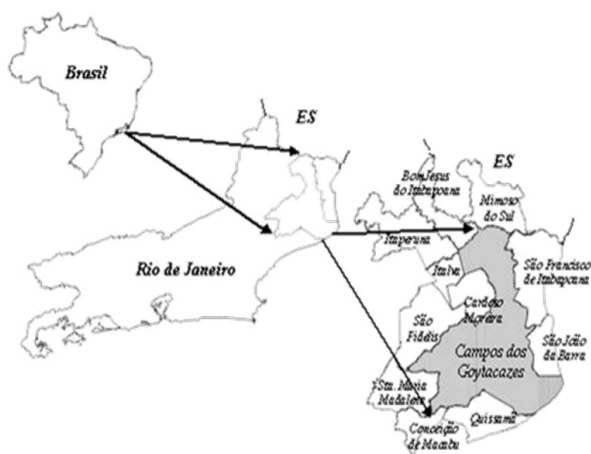 Brasil
ES
Rio de Janeiro
ES
Bom Jesus
do Itabapoana
Mimoso
do Sul
Itaperuna
Italva
São Francisco
de Itabapoana
Cardoso
Moreira
São
Fidélis
São João
da Barra
Campos dos
Goytacazes
Sta. Maria
Madalena
Quissamã
Conceição
de Macabu